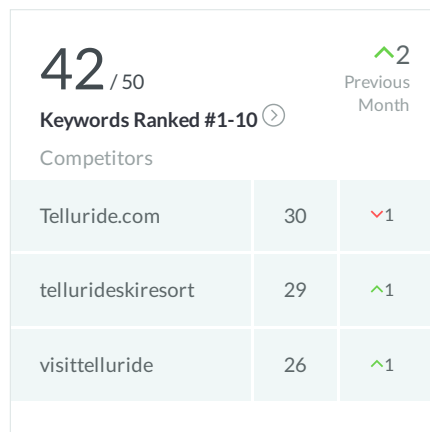 42 / 50
2
Previous
Month
Keywords Ranked #1-10
Competitors
Telluride.com 30 1
tellurideskiresort 29 1
visittelluride 26 1